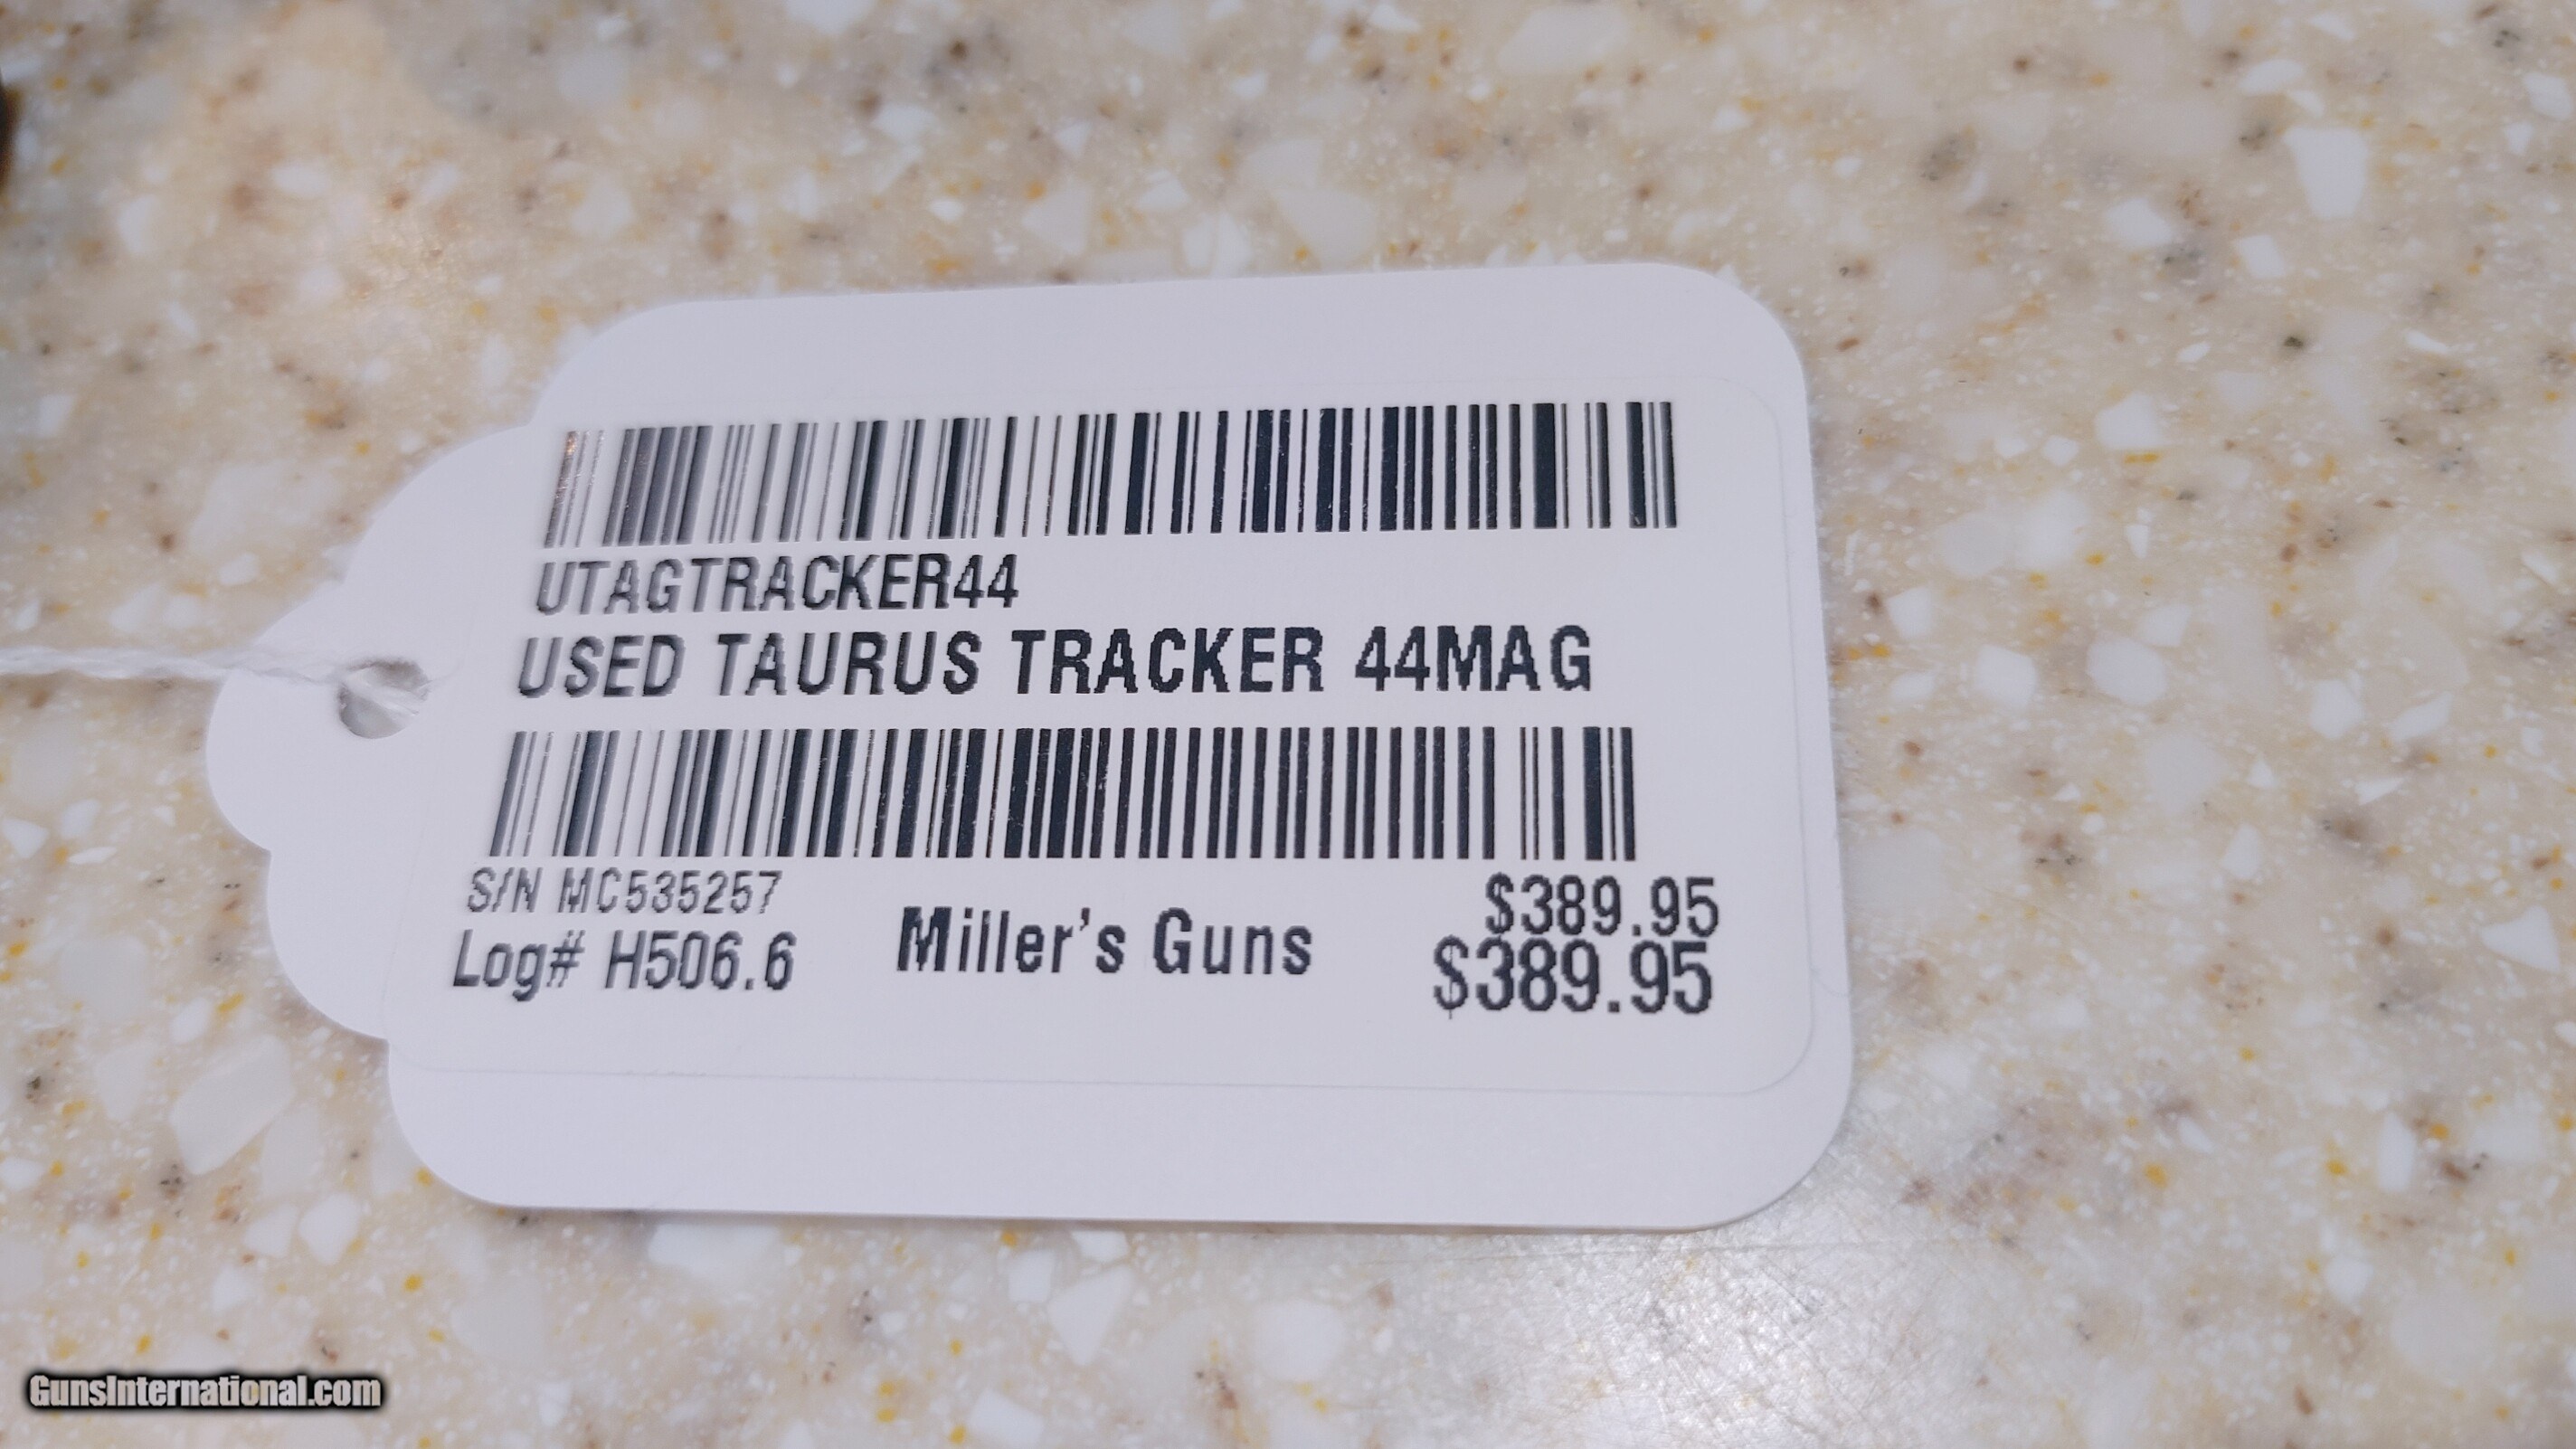 UTAGTRACKER44
USED TAURUS TRACKER 44MAG
S/N MC535257
Log# H506.6
Miller's Guns
$389.95
$389.95
GunsInternational.com